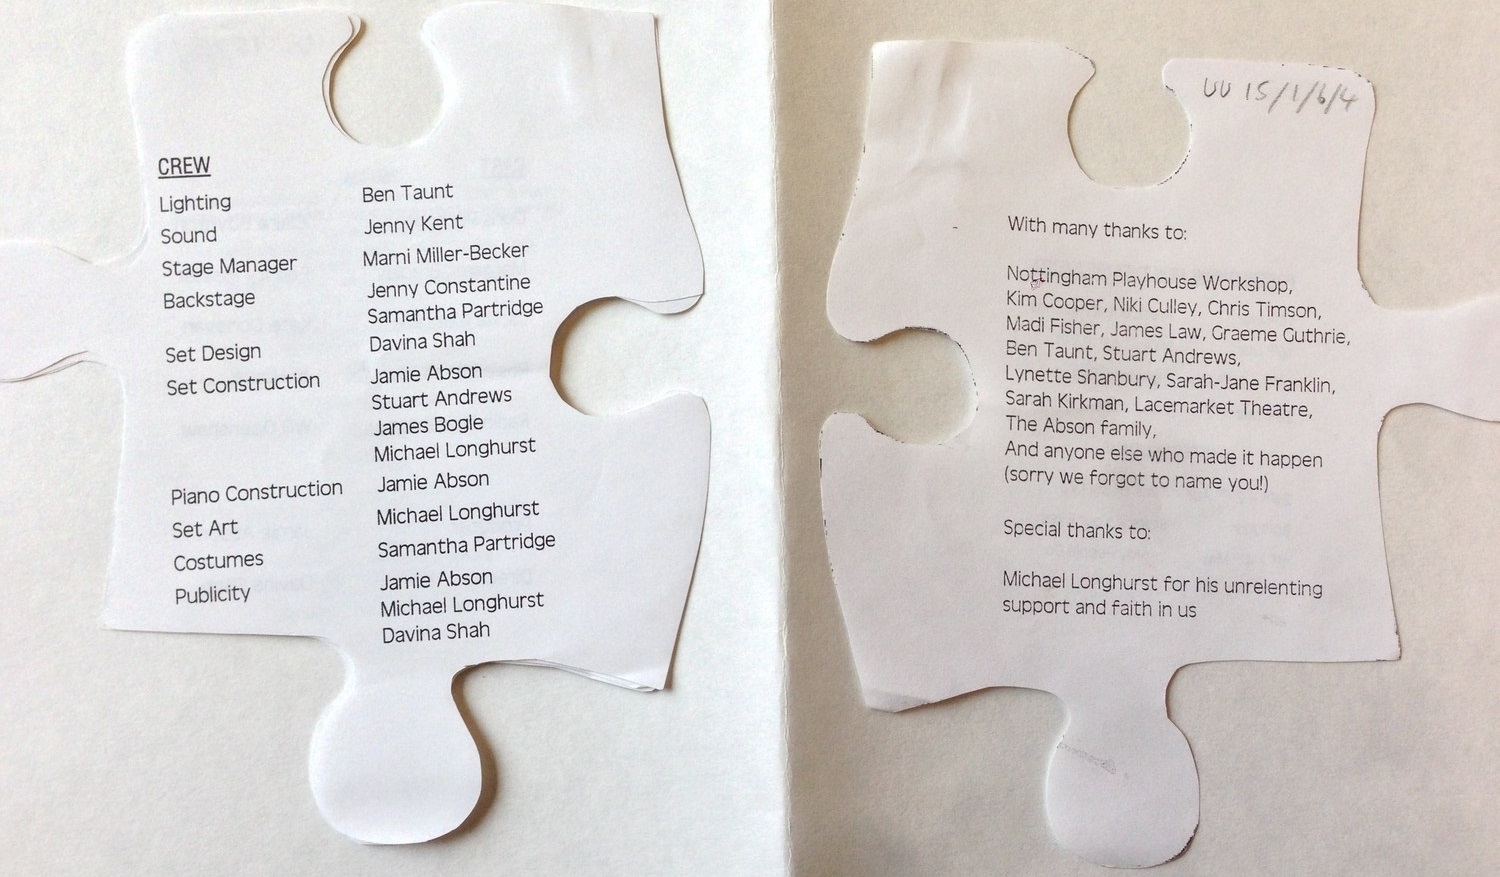 CREW
Lighting Ben Taunt
Sound Jenny Kent
Stage Manager Marni Miller-Becker
Backstage Jenny Constantine
Samantha Partridge
Davina Shah
Set Design Jamie Abson
Set Construction Stuart Andrews
James Bogle
Michael Longhurst
Piano Construction Jamie Abson
Set Art Michael Longhurst
Costumes Samantha Partridge
Publicity Jamie Abson
Michael Longhurst
Davina Shah
UU 15/1/6/4
With many thanks to:
Nottingham Playhouse Workshop,
Kim Cooper, Niki Culley, Chris Timson,
Madi Fisher, James Law, Graeme Guthrie,
Ben Taunt, Stuart Andrews,
Lynette Shanbury, Sarah-Jane Franklin,
Sarah Kirkman, Lacemarket Theatre,
The Abson family,
And anyone else who made it happen
(sorry we forgot to name you!)
Special thanks to:
Michael Longhurst for his unrelenting
support and faith in us